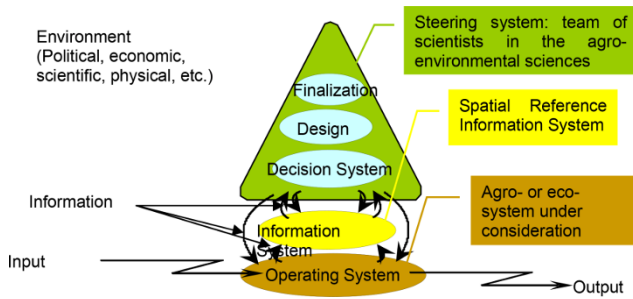 Environment
(Political, economic,
scientific, physical, etc.)
Steering system: team of
scientists in the agro-
environmental sciences
Finalization
Design
Decision System
Spatial Reference
Information System
Information
Information
System
Agro- or eco-
system under
consideration
Input
Operating System
Output